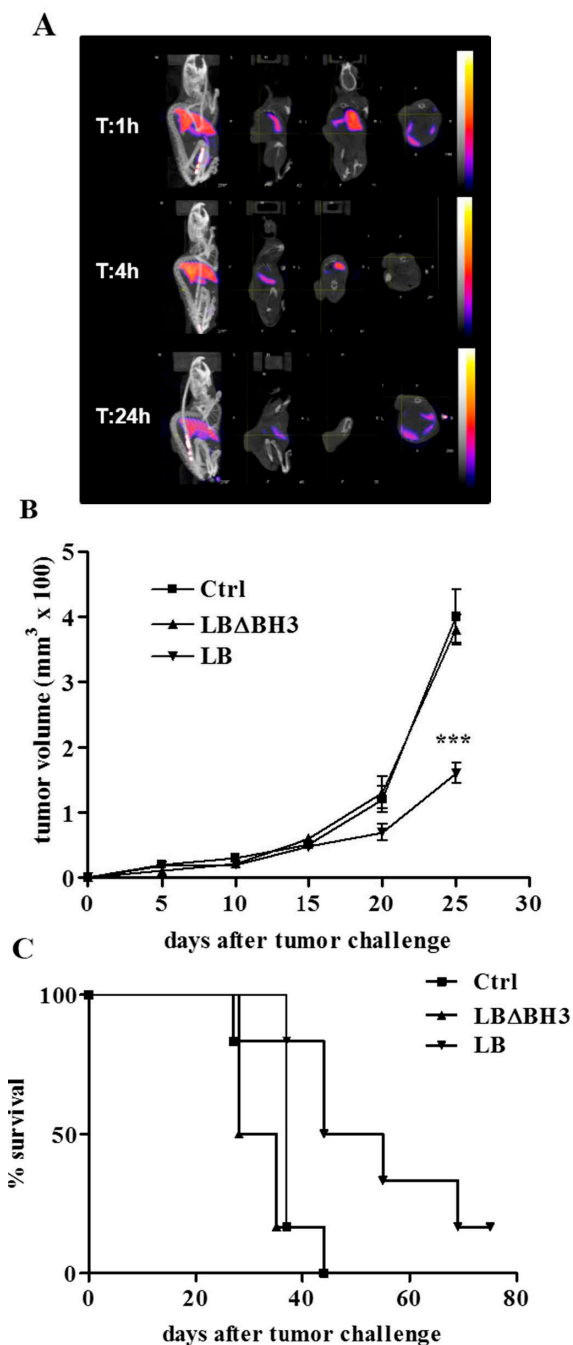 A
T:1h
T:4h
T:24h
B
5
4
3
2
1
0
tumor volume (mm³ x 100)
Ctrl
LBΔBH3
LB
***
0 5 10 15 20 25 30
days after tumor challenge
C
100
50
0
% survival
Ctrl
LBΔBH3
LB
0 20 40 60 80
days after tumor challenge